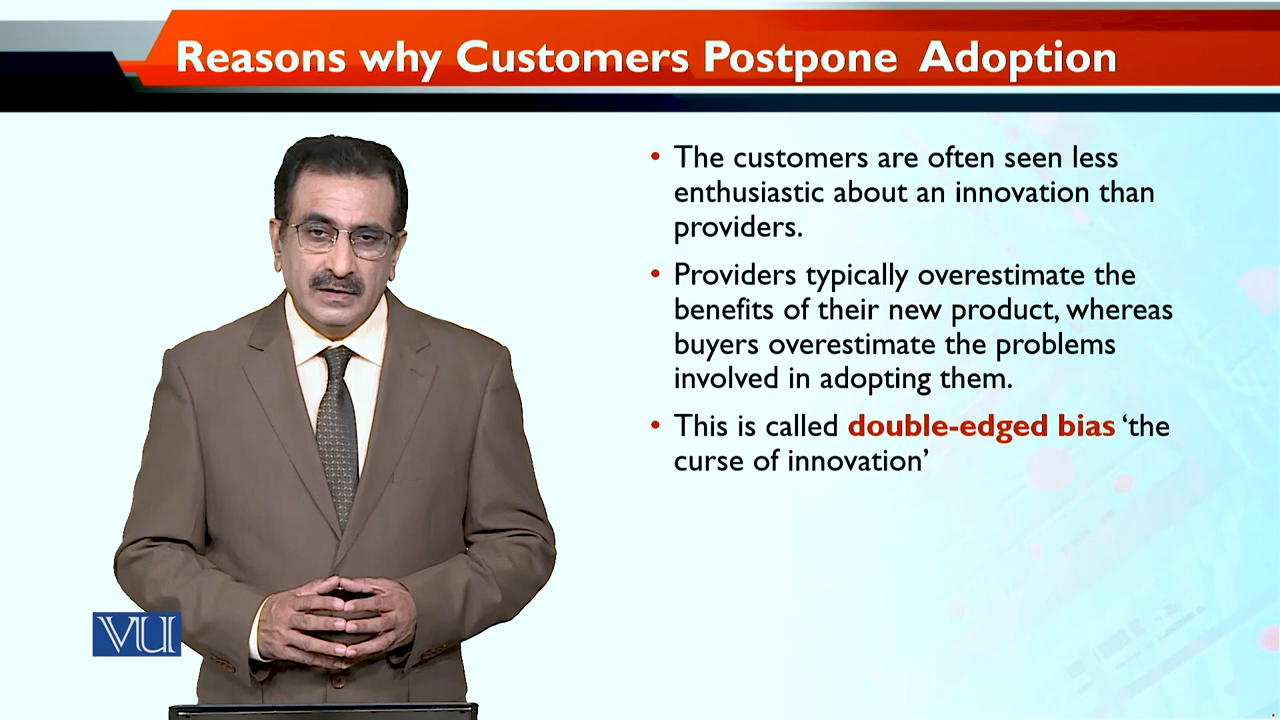 Reasons why Customers Postpone Adoption
• The customers are often seen less
enthusiastic about an innovation than
providers.
• Providers typically overestimate the
benefits of their new product, whereas
buyers overestimate the problems
involved in adopting them.
• This is called double-edged bias ‘the
curse of innovation’
VU